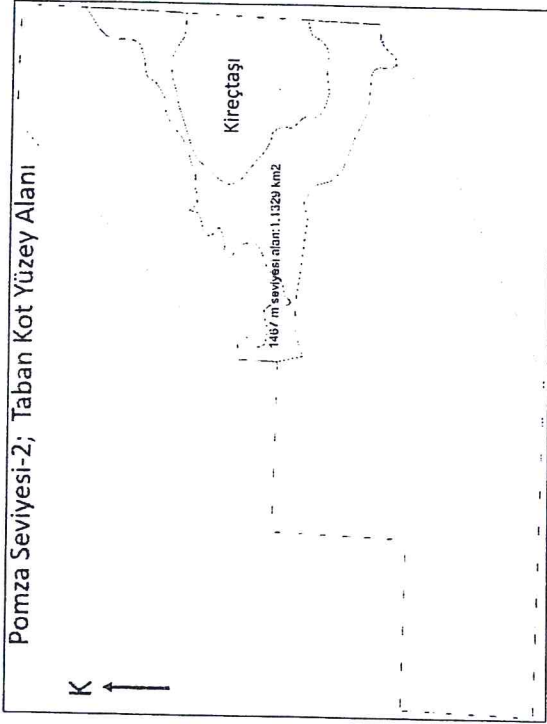 Pomza Seviyesi-2; Taban Kot Yüzey Alanı
K
Kireçtaşı
1467 m seviyesi alan:1.1329 km2